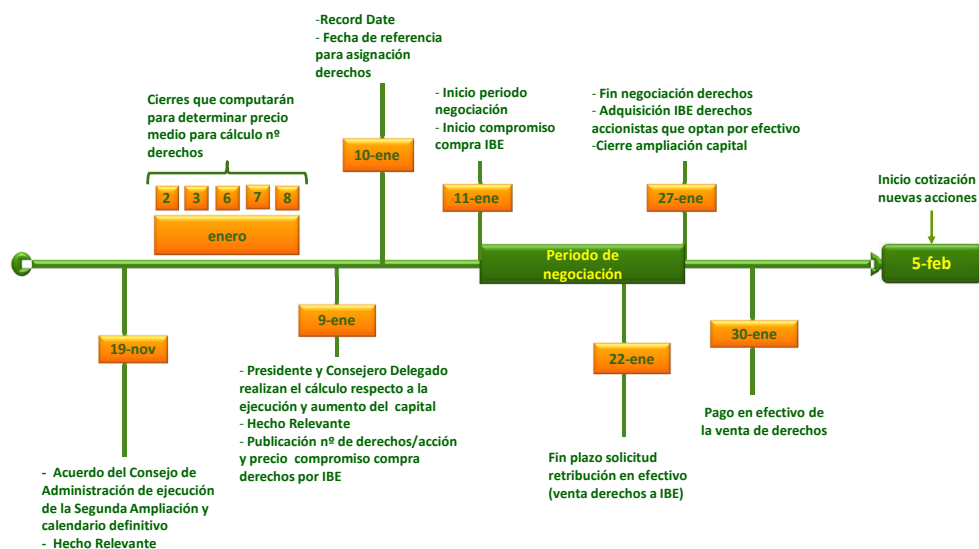 -Record Date
- Fecha de referencia
para asignación
derechos
Cierres que computarán
para determinar precio
medio para cálculo nº
derechos
- Inicio periodo
negociación
- Inicio compromiso
compra IBE
- Fin negociación derechos
- Adquisición IBE derechos
accionistas que optan por efectivo
-Cierre ampliación capital
10-ene
Inicio cotización
nuevas acciones
2 3 6 7 8
11-ene
27-ene
enero
Periodo de
negociación
5-feb
9-ene
19-nov
22-ene
30-ene
- Presidente y Consejero Delegado
realizan el cálculo respecto a la
ejecución y aumento del capital
- Hecho Relevante
- Publicación nº de derechos/acción
y precio compromiso compra
derechos por IBE
Pago en efectivo de
la venta de derechos
Fin plazo solicitud
retribución en efectivo
(venta derechos a IBE)
- Acuerdo del Consejo de
Administración de ejecución
de la Segunda Ampliación y
calendario definitivo
- Hecho Relevante